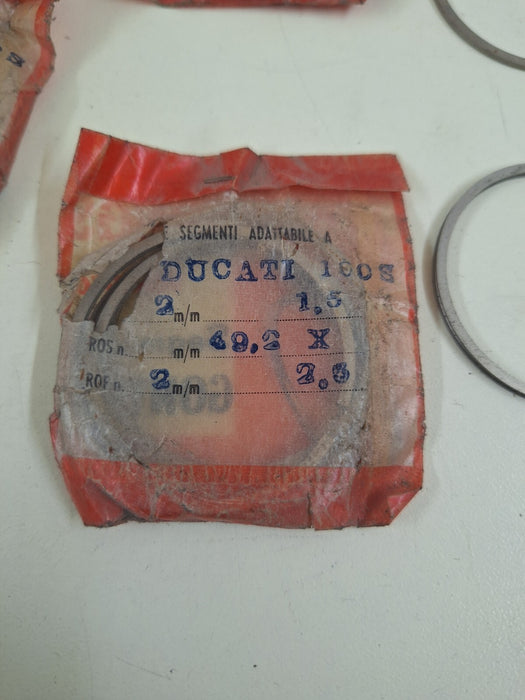 E SEGMENTI ADATTABILE A
DUCATI 100S
2 m/m 1,5
ROS n. m/m 49,2 X
ROF n. 2 m/m 2,5